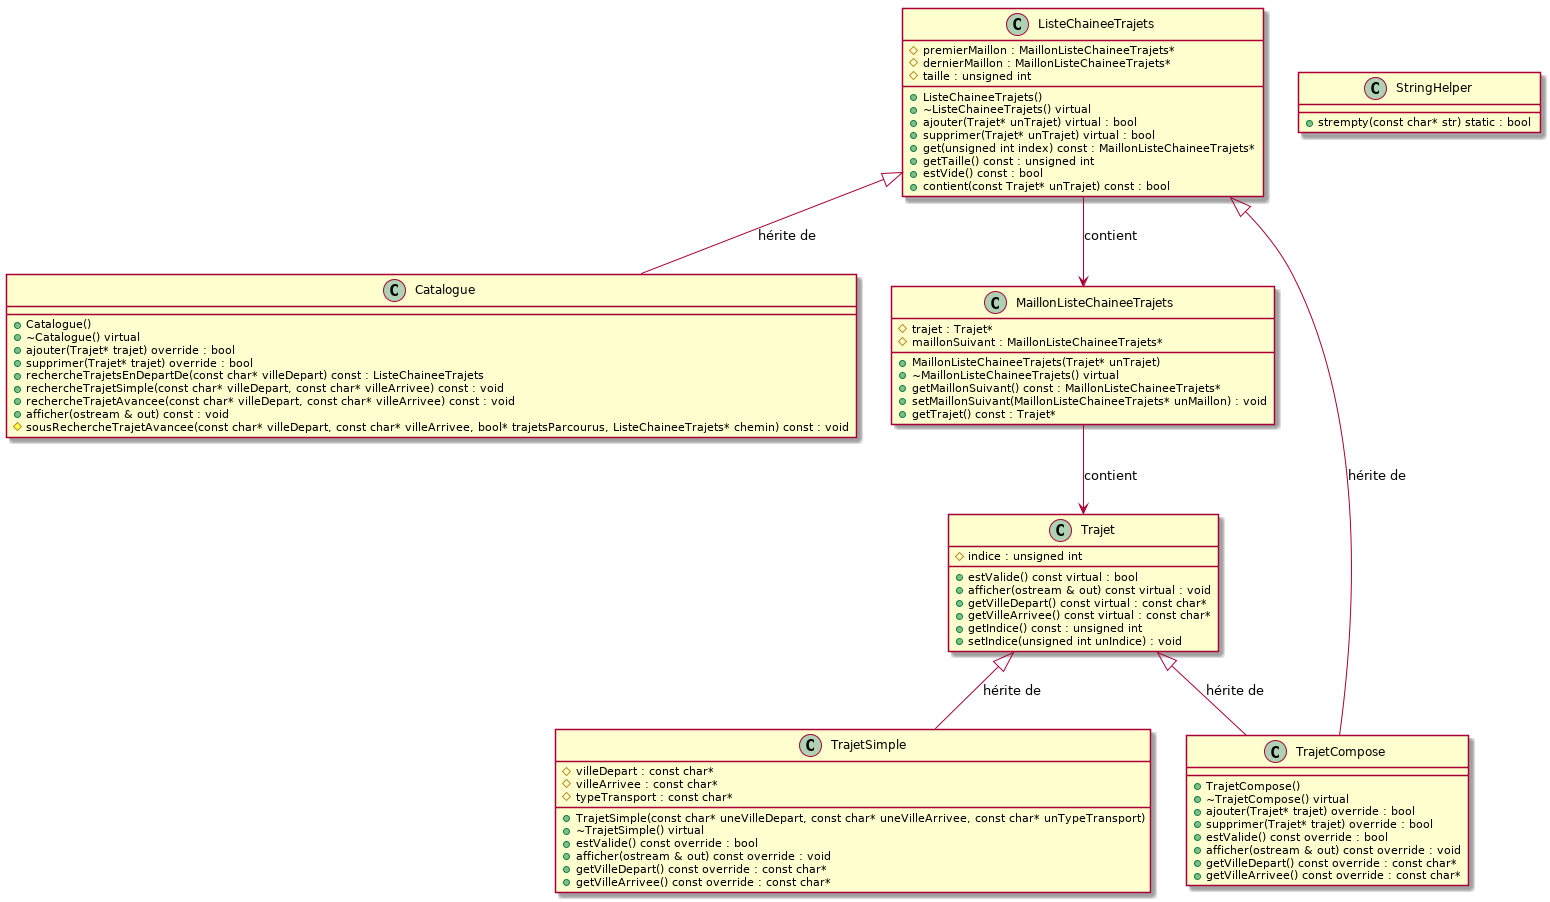 C ListeChaineeTrajets
premierMaillon : MaillonListeChaineeTrajets*
dernierMaillon : MaillonListeChaineeTrajets*
taille : unsigned int
ListeChaineeTrajets()
~ListeChaineeTrajets() virtual
ajouter(Trajet* unTrajet) virtual : bool
supprimer(Trajet* unTrajet) virtual : bool
get(unsigned int index) const : MaillonListeChaineeTrajets*
getTaille() const : unsigned int
estVide() const : bool
contient(const Trajet* unTrajet) const : bool
C StringHelper
strempty(const char* str) static : bool
hérite de
contient
C Catalogue
Catalogue()
~Catalogue() virtual
ajouter(Trajet* trajet) override : bool
supprimer(Trajet* trajet) override : bool
rechercheTrajetsEnDepartDe(const char* villeDepart) const : ListeChaineeTrajets
rechercheTrajetSimple(const char* villeDepart, const char* villeArrivee) const : void
rechercheTrajetAvancee(const char* villeDepart, const char* villeArrivee) const : void
afficher(ostream & out) const : void
sousRechercheTrajetAvancee(const char* villeDepart, const char* villeArrivee, bool* trajetsParcourus, ListeChaineeTrajets* chemin) const : void
C MaillonListeChaineeTrajets
trajet : Trajet*
maillonSuivant : MaillonListeChaineeTrajets*
MaillonListeChaineeTrajets(Trajet* unTrajet)
~MaillonListeChaineeTrajets() virtual
getMaillonSuivant() const : MaillonListeChaineeTrajets*
setMaillonSuivant(MaillonListeChaineeTrajets* unMaillon) : void
getTrajet() const : Trajet*
contient
hérite de
C Trajet
indice : unsigned int
estValide() const virtual : bool
afficher(ostream & out) const virtual : void
getVilleDepart() const virtual : const char*
getVilleArrivee() const virtual : const char*
getIndice() const : unsigned int
setIndice(unsigned int unIndice) : void
hérite de
hérite de
C TrajetSimple
villeDepart : const char*
villeArrivee : const char*
typeTransport : const char*
TrajetSimple(const char* uneVilleDepart, const char* uneVilleArrivee, const char* unTypeTransport)
~TrajetSimple() virtual
estValide() const override : bool
afficher(ostream & out) const override : void
getVilleDepart() const override : const char*
getVilleArrivee() const override : const char*
C TrajetCompose
TrajetCompose()
~TrajetCompose() virtual
ajouter(Trajet* trajet) override : bool
supprimer(Trajet* trajet) override : bool
estValide() const override : bool
afficher(ostream & out) const override : void
getVilleDepart() const override : const char*
getVilleArrivee() const override : const char*